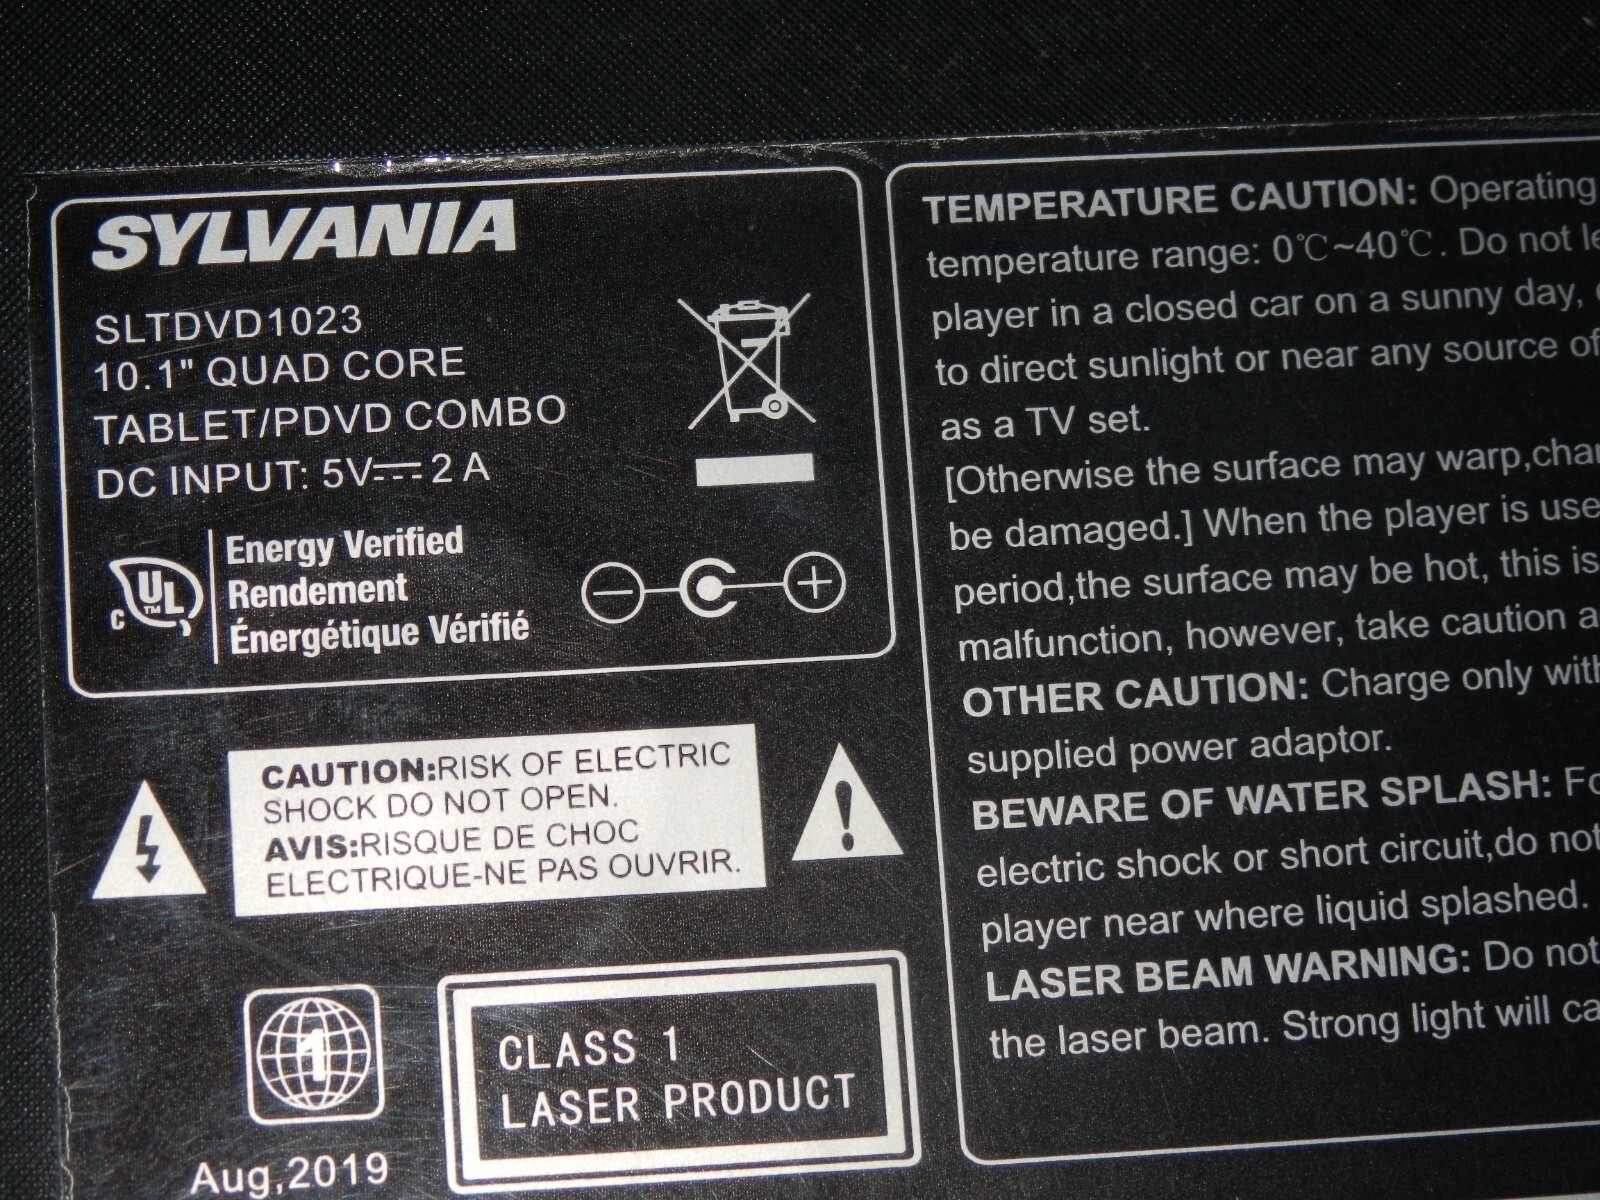 SYLVANIA
SLTDVD1023
10.1" QUAD CORE
TABLET/PDVD COMBO
DC INPUT: 5V⎓2 A
c UL™
Energy Verified
Rendement
Énergétique Vérifié
CAUTION:RISK OF ELECTRIC
SHOCK DO NOT OPEN.
AVIS:RISQUE DE CHOC
ELECTRIQUE-NE PAS OUVRIR.
1
Aug,2019
CLASS 1
LASER PRODUCT
TEMPERATURE CAUTION: Operating
temperature range: 0℃~40℃. Do not
player in a closed car on a sunny day,
to direct sunlight or near any source of
as a TV set.
[Otherwise the surface may warp,
be damaged.] When the player is
period,the surface may be hot, this is
malfunction, however, take caution
OTHER CAUTION: Charge only
supplied power adaptor.
BEWARE OF WATER SPLASH:
electric shock or short circuit,do not
player near where liquid splashed.
LASER BEAM WARNING: Do not
the laser beam. Strong light will